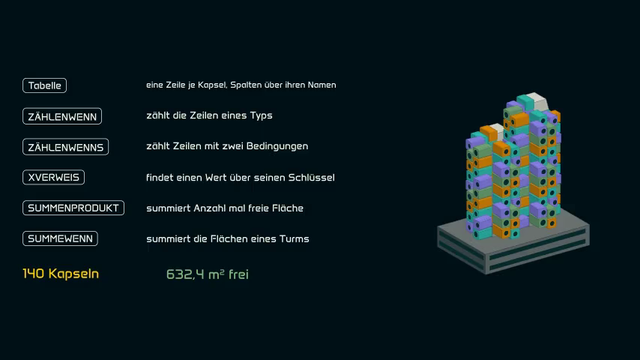 Tabelle eine Zeile je Kapsel, Spalten über ihren Namen
ZÄHLENWENN zählt die Zeilen eines Typs
ZÄHLENWENNS zählt Zeilen mit zwei Bedingungen
XVERWEIS findet einen Wert über seinen Schlüssel
SUMMENPRODUKT summiert Anzahl mal freie Fläche
SUMMEWENN summiert die Flächen eines Turms
140 Kapseln 632,4 m² frei